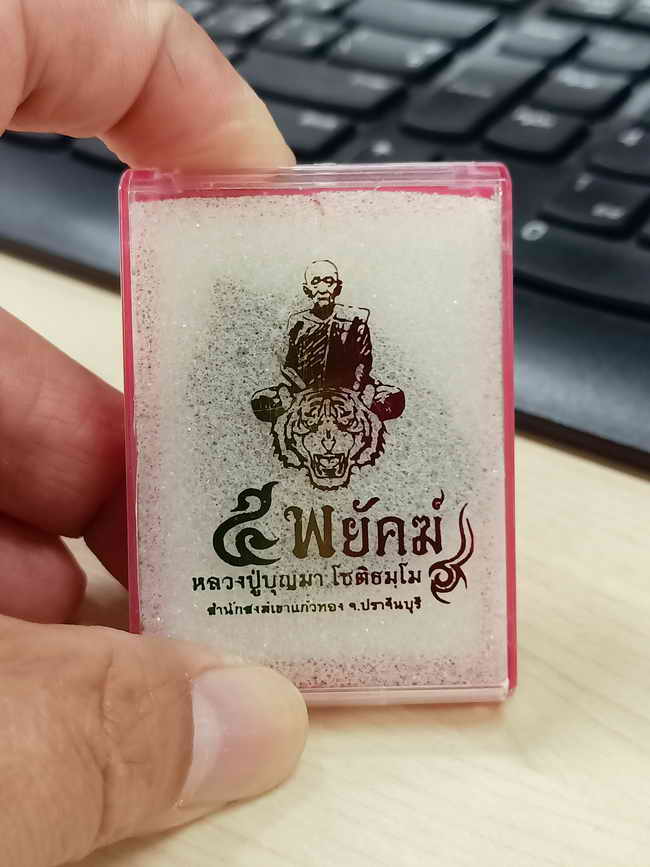 ๕ พยัคฆ์
หลวงปู่บุญมา โชติธมฺโม
สำนักสงฆ์เขาแก้วทอง จ.ปราจีนบุรี